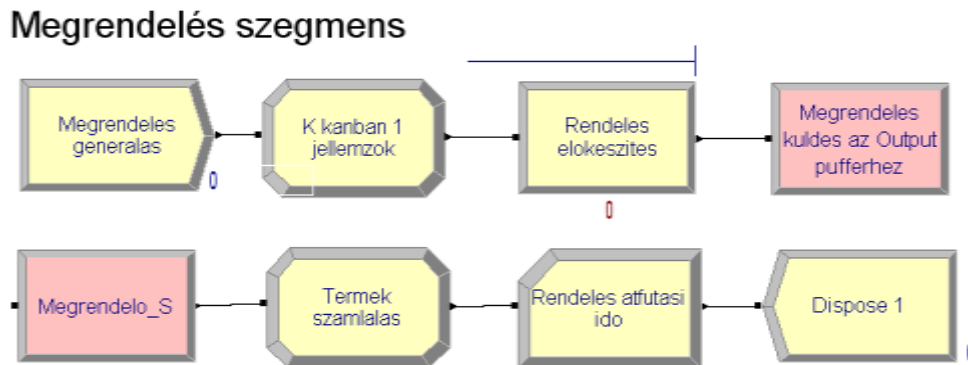 Megrendelés szegmens
Megrendeles
generalas
0
K kanban 1
jellemzok
Rendeles
elokeszites
0
Megrendeles
kuldes az Output
pufferhez
Megrendelo_S
Termek
szamlalas
Rendeles atfutasi
ido
Dispose 1